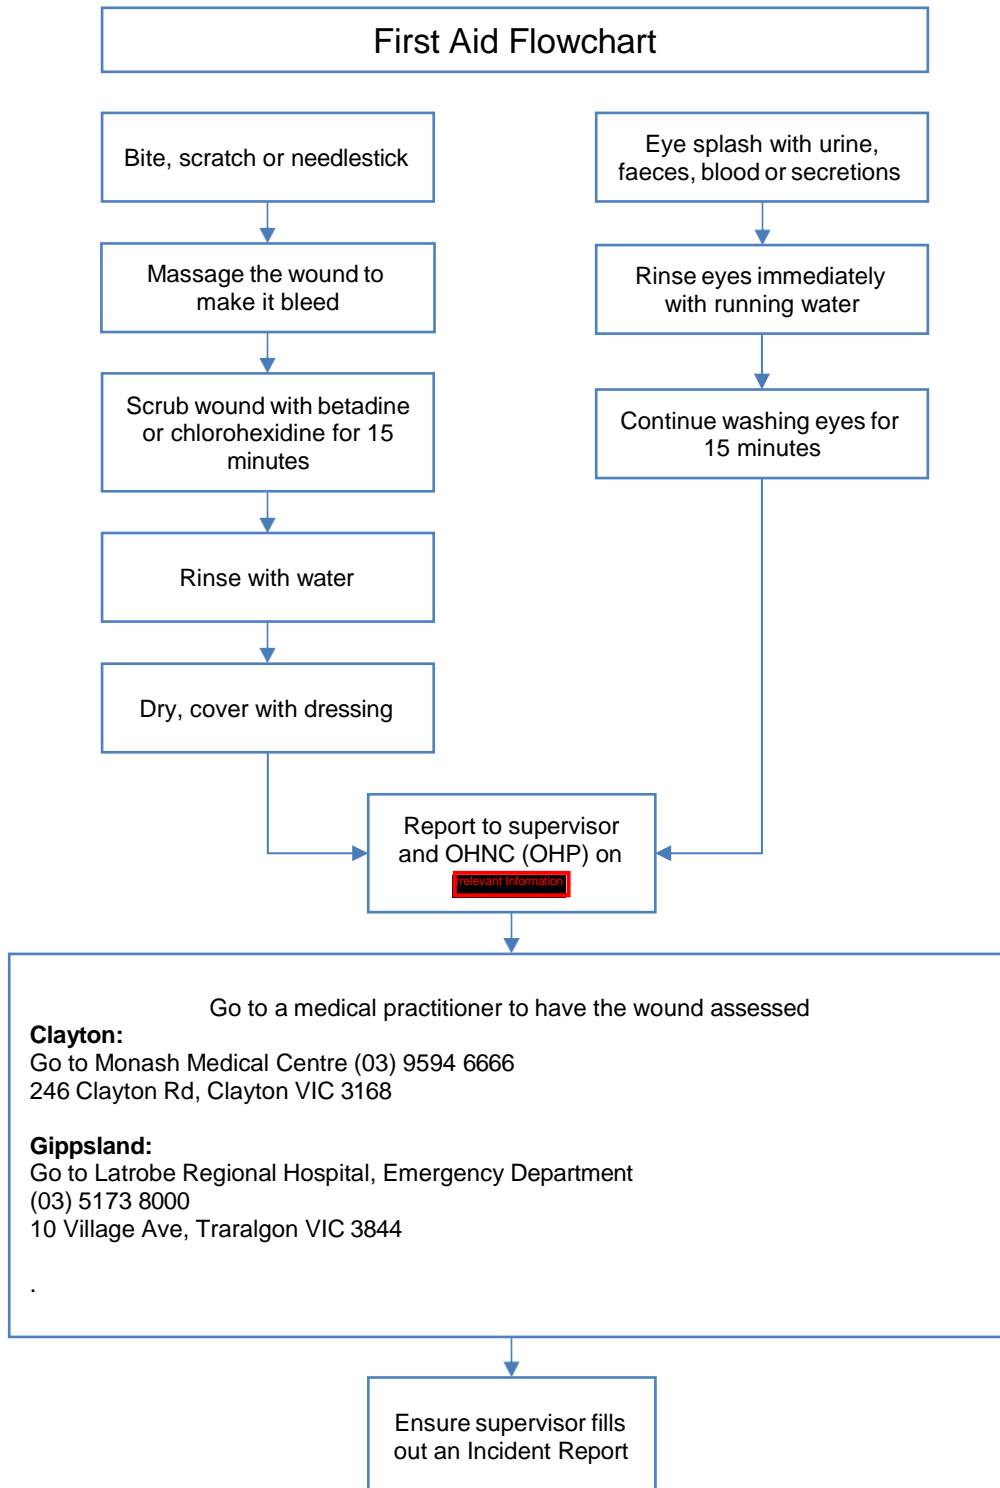 First Aid Flowchart
Bite, scratch or needlestick
Massage the wound to
make it bleed
Scrub wound with betadine
or chlorohexidine for 15
minutes
Rinse with water
Dry, cover with dressing
Eye splash with urine,
faeces, blood or secretions
Rinse eyes immediately
with running water
Continue washing eyes for
15 minutes
Report to supervisor
and OHNC (OHP) on
rrelevant Information
Go to a medical practitioner to have the wound assessed
Clayton:
Go to Monash Medical Centre (03) 9594 6666
246 Clayton Rd, Clayton VIC 3168
Gippsland:
Go to Latrobe Regional Hospital, Emergency Department
(03) 5173 8000
10 Village Ave, Traralgon VIC 3844
.
Ensure supervisor fills
out an Incident Report